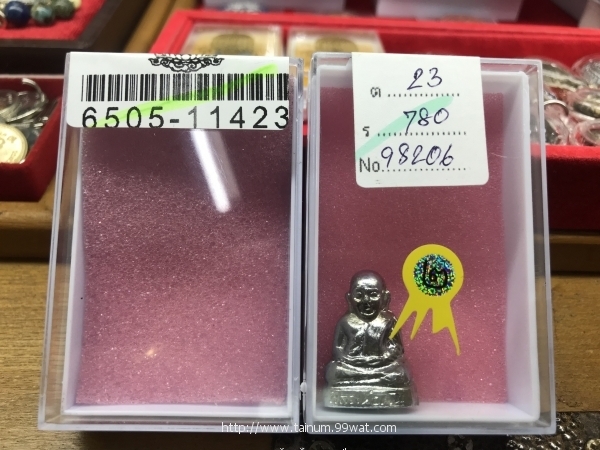 6505-11423
ต 23
ร 780
No. 98206
http://www.tainum.99wat.com